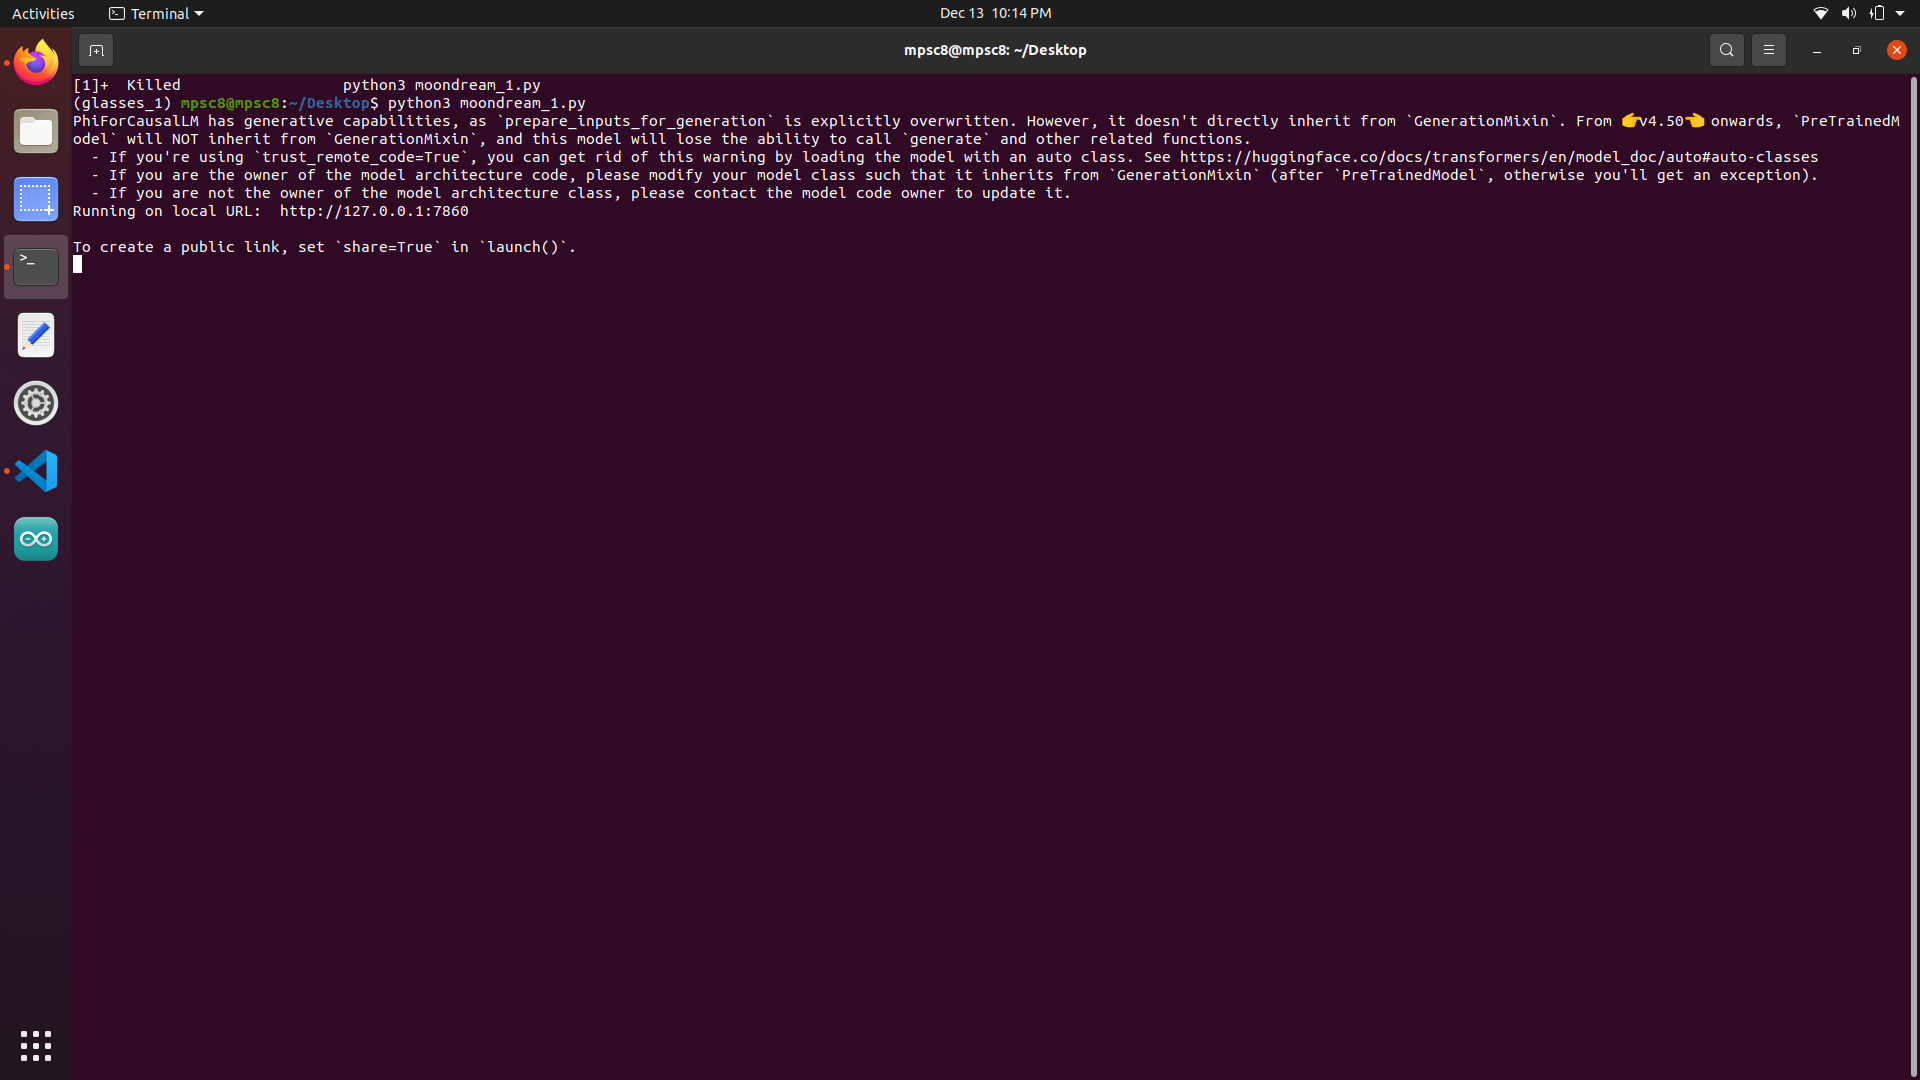 Activities Terminal Dec 13 10:14 PM
mpsc8@mpsc8: ~/Desktop
[1]+  Killed                  python3 moondream_1.py
(glasses_1) mpsc8@mpsc8:~/Desktop$ python3 moondream_1.py
PhiForCausalLM has generative capabilities, as `prepare_inputs_for_generation` is explicitly overwritten. However, it doesn't directly inherit from `GenerationMixin`. From 👉v4.50👈 onwards, `PreTrainedM
odel` will NOT inherit from `GenerationMixin`, and this model will lose the ability to call `generate` and other related functions.
  - If you're using `trust_remote_code=True`, you can get rid of this warning by loading the model with an auto class. See https://huggingface.co/docs/transformers/en/model_doc/auto#auto-classes
  - If you are the owner of the model architecture code, please modify your model class such that it inherits from `GenerationMixin` (after `PreTrainedModel`, otherwise you'll get an exception).
  - If you are not the owner of the model architecture class, please contact the model code owner to update it.
Running on local URL:  http://127.0.0.1:7860
To create a public link, set `share=True` in `launch()`.